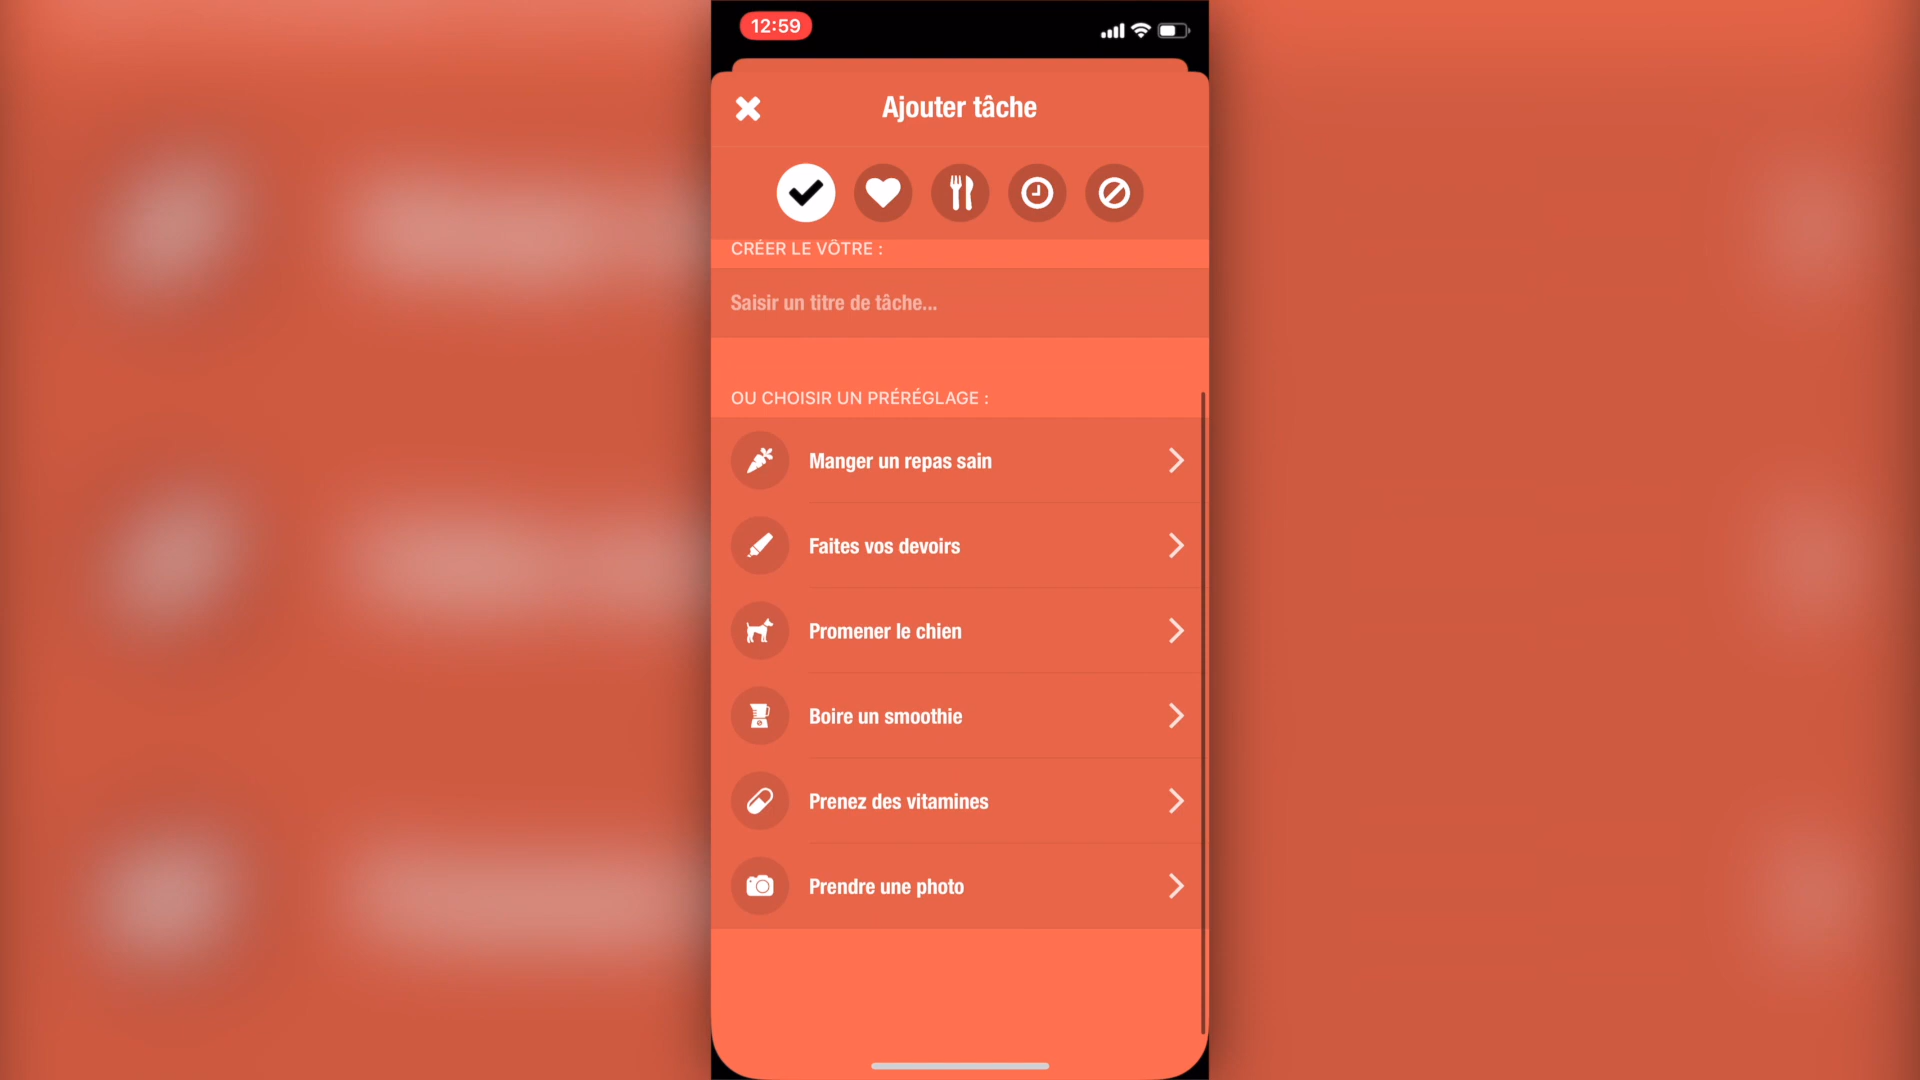 12:59
Ajouter tâche
CRÉER LE VÔTRE :
Saisir un titre de tâche...
OU CHOISIR UN PRÉRÉGLAGE :
Manger un repas sain
Faites vos devoirs
Promener le chien
Boire un smoothie
Prenez des vitamines
Prendre une photo